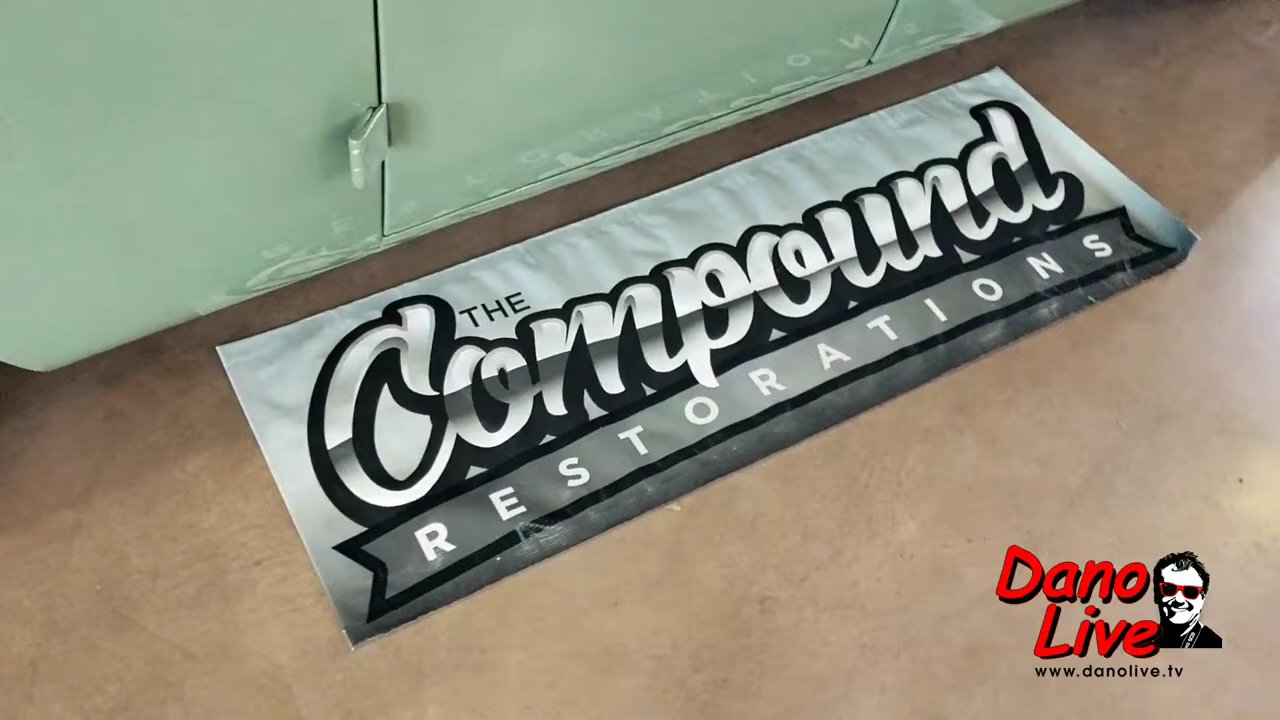 THE
Compound
RESTORATIONS
Dano
Live
www.danolive.tv